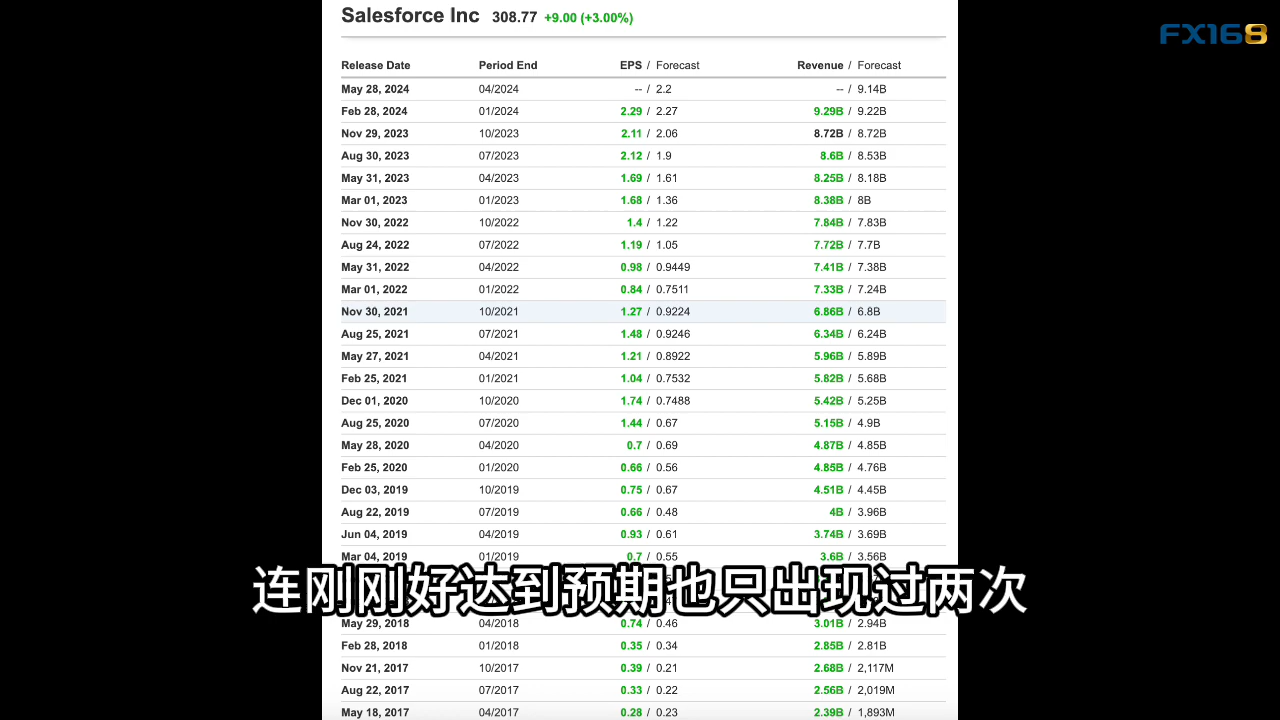 Salesforce Inc 308.77 +9.00 (+3.00%)
FX168
Release Date Period End EPS / Forecast Revenue / Forecast
May 28, 2024 04/2024 -- / 2.2 -- / 9.14B
Feb 28, 2024 01/2024 2.29 / 2.27 9.29B / 9.22B
Nov 29, 2023 10/2023 2.11 / 2.06 8.72B / 8.72B
Aug 30, 2023 07/2023 2.12 / 1.9 8.6B / 8.53B
May 31, 2023 04/2023 1.69 / 1.61 8.25B / 8.18B
Mar 01, 2023 01/2023 1.68 / 1.36 8.38B / 8B
Nov 30, 2022 10/2022 1.4 / 1.22 7.84B / 7.83B
Aug 24, 2022 07/2022 1.19 / 1.05 7.72B / 7.7B
May 31, 2022 04/2022 0.98 / 0.9449 7.41B / 7.38B
Mar 01, 2022 01/2022 0.84 / 0.7511 7.33B / 7.24B
Nov 30, 2021 10/2021 1.27 / 0.9224 6.86B / 6.8B
Aug 25, 2021 07/2021 1.48 / 0.9246 6.34B / 6.24B
May 27, 2021 04/2021 1.21 / 0.8922 5.96B / 5.89B
Feb 25, 2021 01/2021 1.04 / 0.7532 5.82B / 5.68B
Dec 01, 2020 10/2020 1.74 / 0.7488 5.42B / 5.25B
Aug 25, 2020 07/2020 1.44 / 0.67 5.15B / 4.9B
May 28, 2020 04/2020 0.7 / 0.69 4.87B / 4.85B
Feb 25, 2020 01/2020 0.66 / 0.56 4.85B / 4.76B
Dec 03, 2019 10/2019 0.75 / 0.67 4.51B / 4.45B
Aug 22, 2019 07/2019 0.66 / 0.48 4B / 3.96B
Jun 04, 2019 04/2019 0.93 / 0.61 3.74B / 3.69B
Mar 04, 2019 01/2019 0.7 / 0.55 3.6B / 3.56B
连刚刚好达到预期也只出现过两次
May 29, 2018 04/2018 0.74 / 0.46 3.01B / 2.94B
Feb 28, 2018 01/2018 0.35 / 0.34 2.85B / 2.81B
Nov 21, 2017 10/2017 0.39 / 0.21 2.68B / 2,117M
Aug 22, 2017 07/2017 0.33 / 0.22 2.56B / 2,019M
May 18, 2017 04/2017 0.28 / 0.23 2.39B / 1,893M